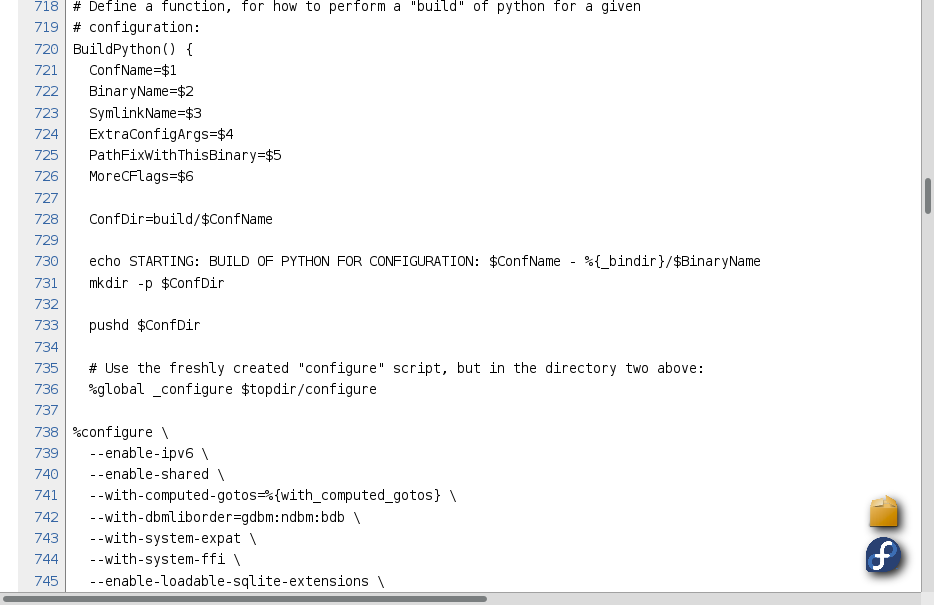 718 # Define a function, for how to perform a "build" of python for a given
719 # configuration:
720 BuildPython() {
721   ConfName=$1
722   BinaryName=$2
723   SymlinkName=$3
724   ExtraConfigArgs=$4
725   PathFixWithThisBinary=$5
726   MoreCFlags=$6
727
728   ConfDir=build/$ConfName
729
730   echo STARTING: BUILD OF PYTHON FOR CONFIGURATION: $ConfName - %{_bindir}/$BinaryName
731   mkdir -p $ConfDir
732
733   pushd $ConfDir
734
735   # Use the freshly created "configure" script, but in the directory two above:
736   %global _configure $topdir/configure
737
738 %configure \
739   --enable-ipv6 \
740   --enable-shared \
741   --with-computed-gotos=%{with_computed_gotos} \
742   --with-dbmliborder=gdbm:ndbm:bdb \
743   --with-system-expat \
744   --with-system-ffi \
745   --enable-loadable-sqlite-extensions \